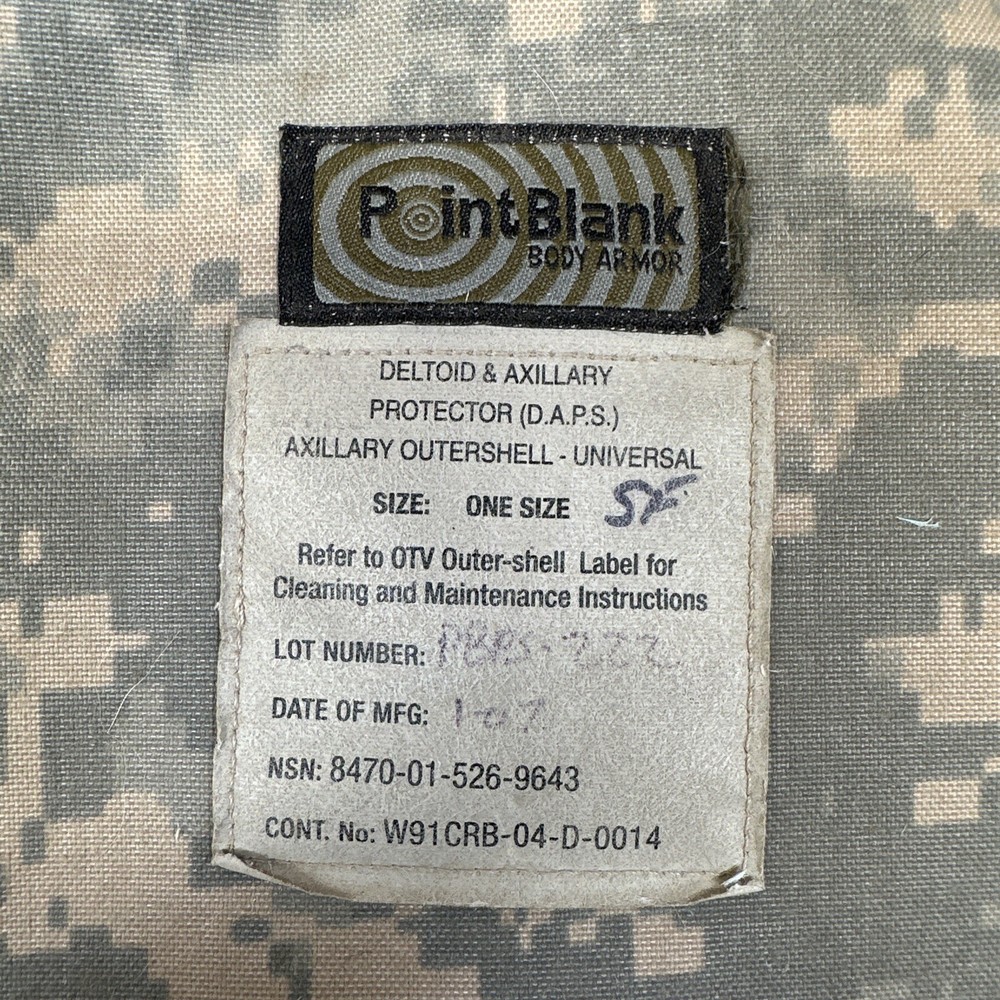 PointBlank
BODY ARMOR
DELTOID & AXILLARY
PROTECTOR (D.A.P.S.)
AXILLARY OUTERSHELL - UNIVERSAL
SIZE: ONE SIZE
Refer to OTV Outer-shell Label for
Cleaning and Maintenance Instructions
LOT NUMBER:
DATE OF MFG: 1-07
NSN: 8470-01-526-9643
CONT. No: W91CRB-04-D-0014